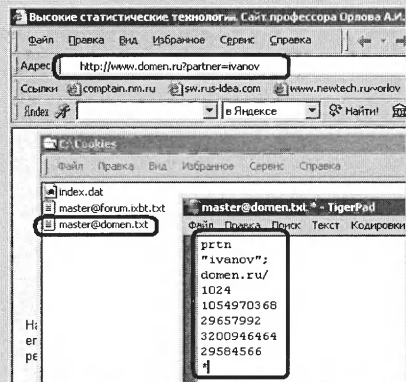 Высокие статистические технологии. Сайт профессора Орлова А.И.
Файл Правка Вид Избранное Сервис Справка
Адрес http://www.domen.ru?partner=ivanov
Ссылки comptain.nm.ru sw.rus-idea.com www.newtech.ru~orlov
Яndex в Яндексе Найти!
C:\Cookies
Файл Правка Вид Избранное Сервис Справка
index.dat
master@forum.ixbt.txt
master@domen.txt
master@domen.txt * - TigerPad
Файл Правка Поиск Текст Кодировки
prtn
"ivanov";
domen.ru/
1024
1054970368
29657992
3200946464
29584566
*